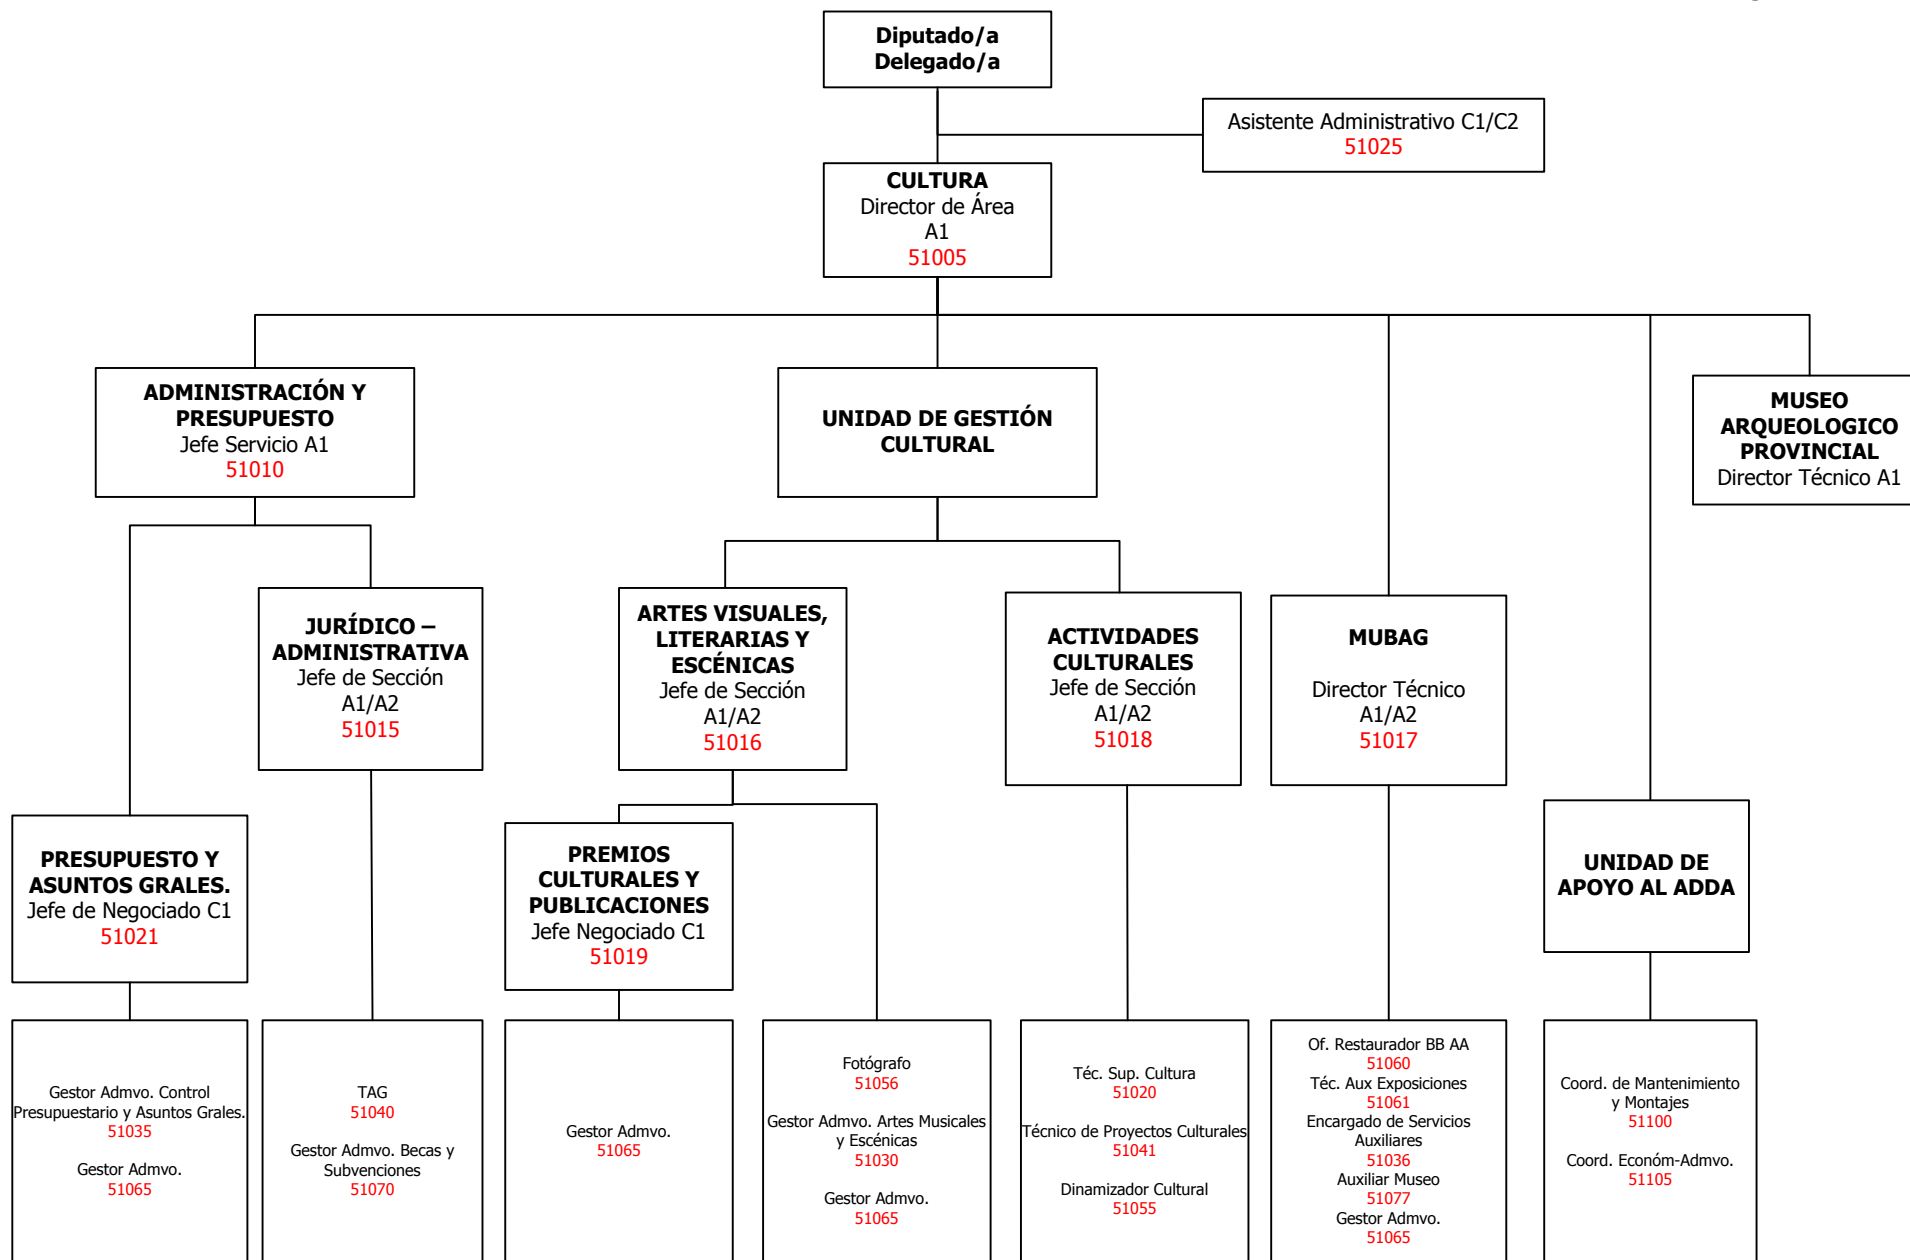 Diputado/a
Delegado/a
Asistente Administrativo C1/C2
51025
CULTURA
Director de Área
A1
51005
ADMINISTRACIÓN Y
PRESUPUESTO
Jefe Servicio A1
51010
UNIDAD DE GESTIÓN
CULTURAL
MUSEO
ARQUEOLOGICO
PROVINCIAL
Director Técnico A1
JURÍDICO –
ADMINISTRATIVA
Jefe de Sección
A1/A2
51015
ARTES VISUALES,
LITERARIAS Y
ESCÉNICAS
Jefe de Sección
A1/A2
51016
ACTIVIDADES
CULTURALES
Jefe de Sección
A1/A2
51018
MUBAG
Director Técnico
A1/A2
51017
PRESUPUESTO Y
ASUNTOS GRALES.
Jefe de Negociado C1
51021
PREMIOS
CULTURALES Y
PUBLICACIONES
Jefe Negociado C1
51019
UNIDAD DE
APOYO AL ADDA
Gestor Admvo. Control
Presupuestario y Asuntos Grales.
51035
Gestor Admvo.
51065
TAG
51040
Gestor Admvo. Becas y
Subvenciones
51070
Gestor Admvo.
51065
Fotógrafo
51056
Gestor Admvo. Artes Musicales
y Escénicas
51030
Gestor Admvo.
51065
Téc. Sup. Cultura
51020
Técnico de Proyectos Culturales
51041
Dinamizador Cultural
51055
Of. Restaurador BB AA
51060
Téc. Aux Exposiciones
51061
Encargado de Servicios
Auxiliares
51036
Auxiliar Museo
51077
Gestor Admvo.
51065
Coord. de Mantenimiento
y Montajes
51100
Coord. Económ-Admvo.
51105